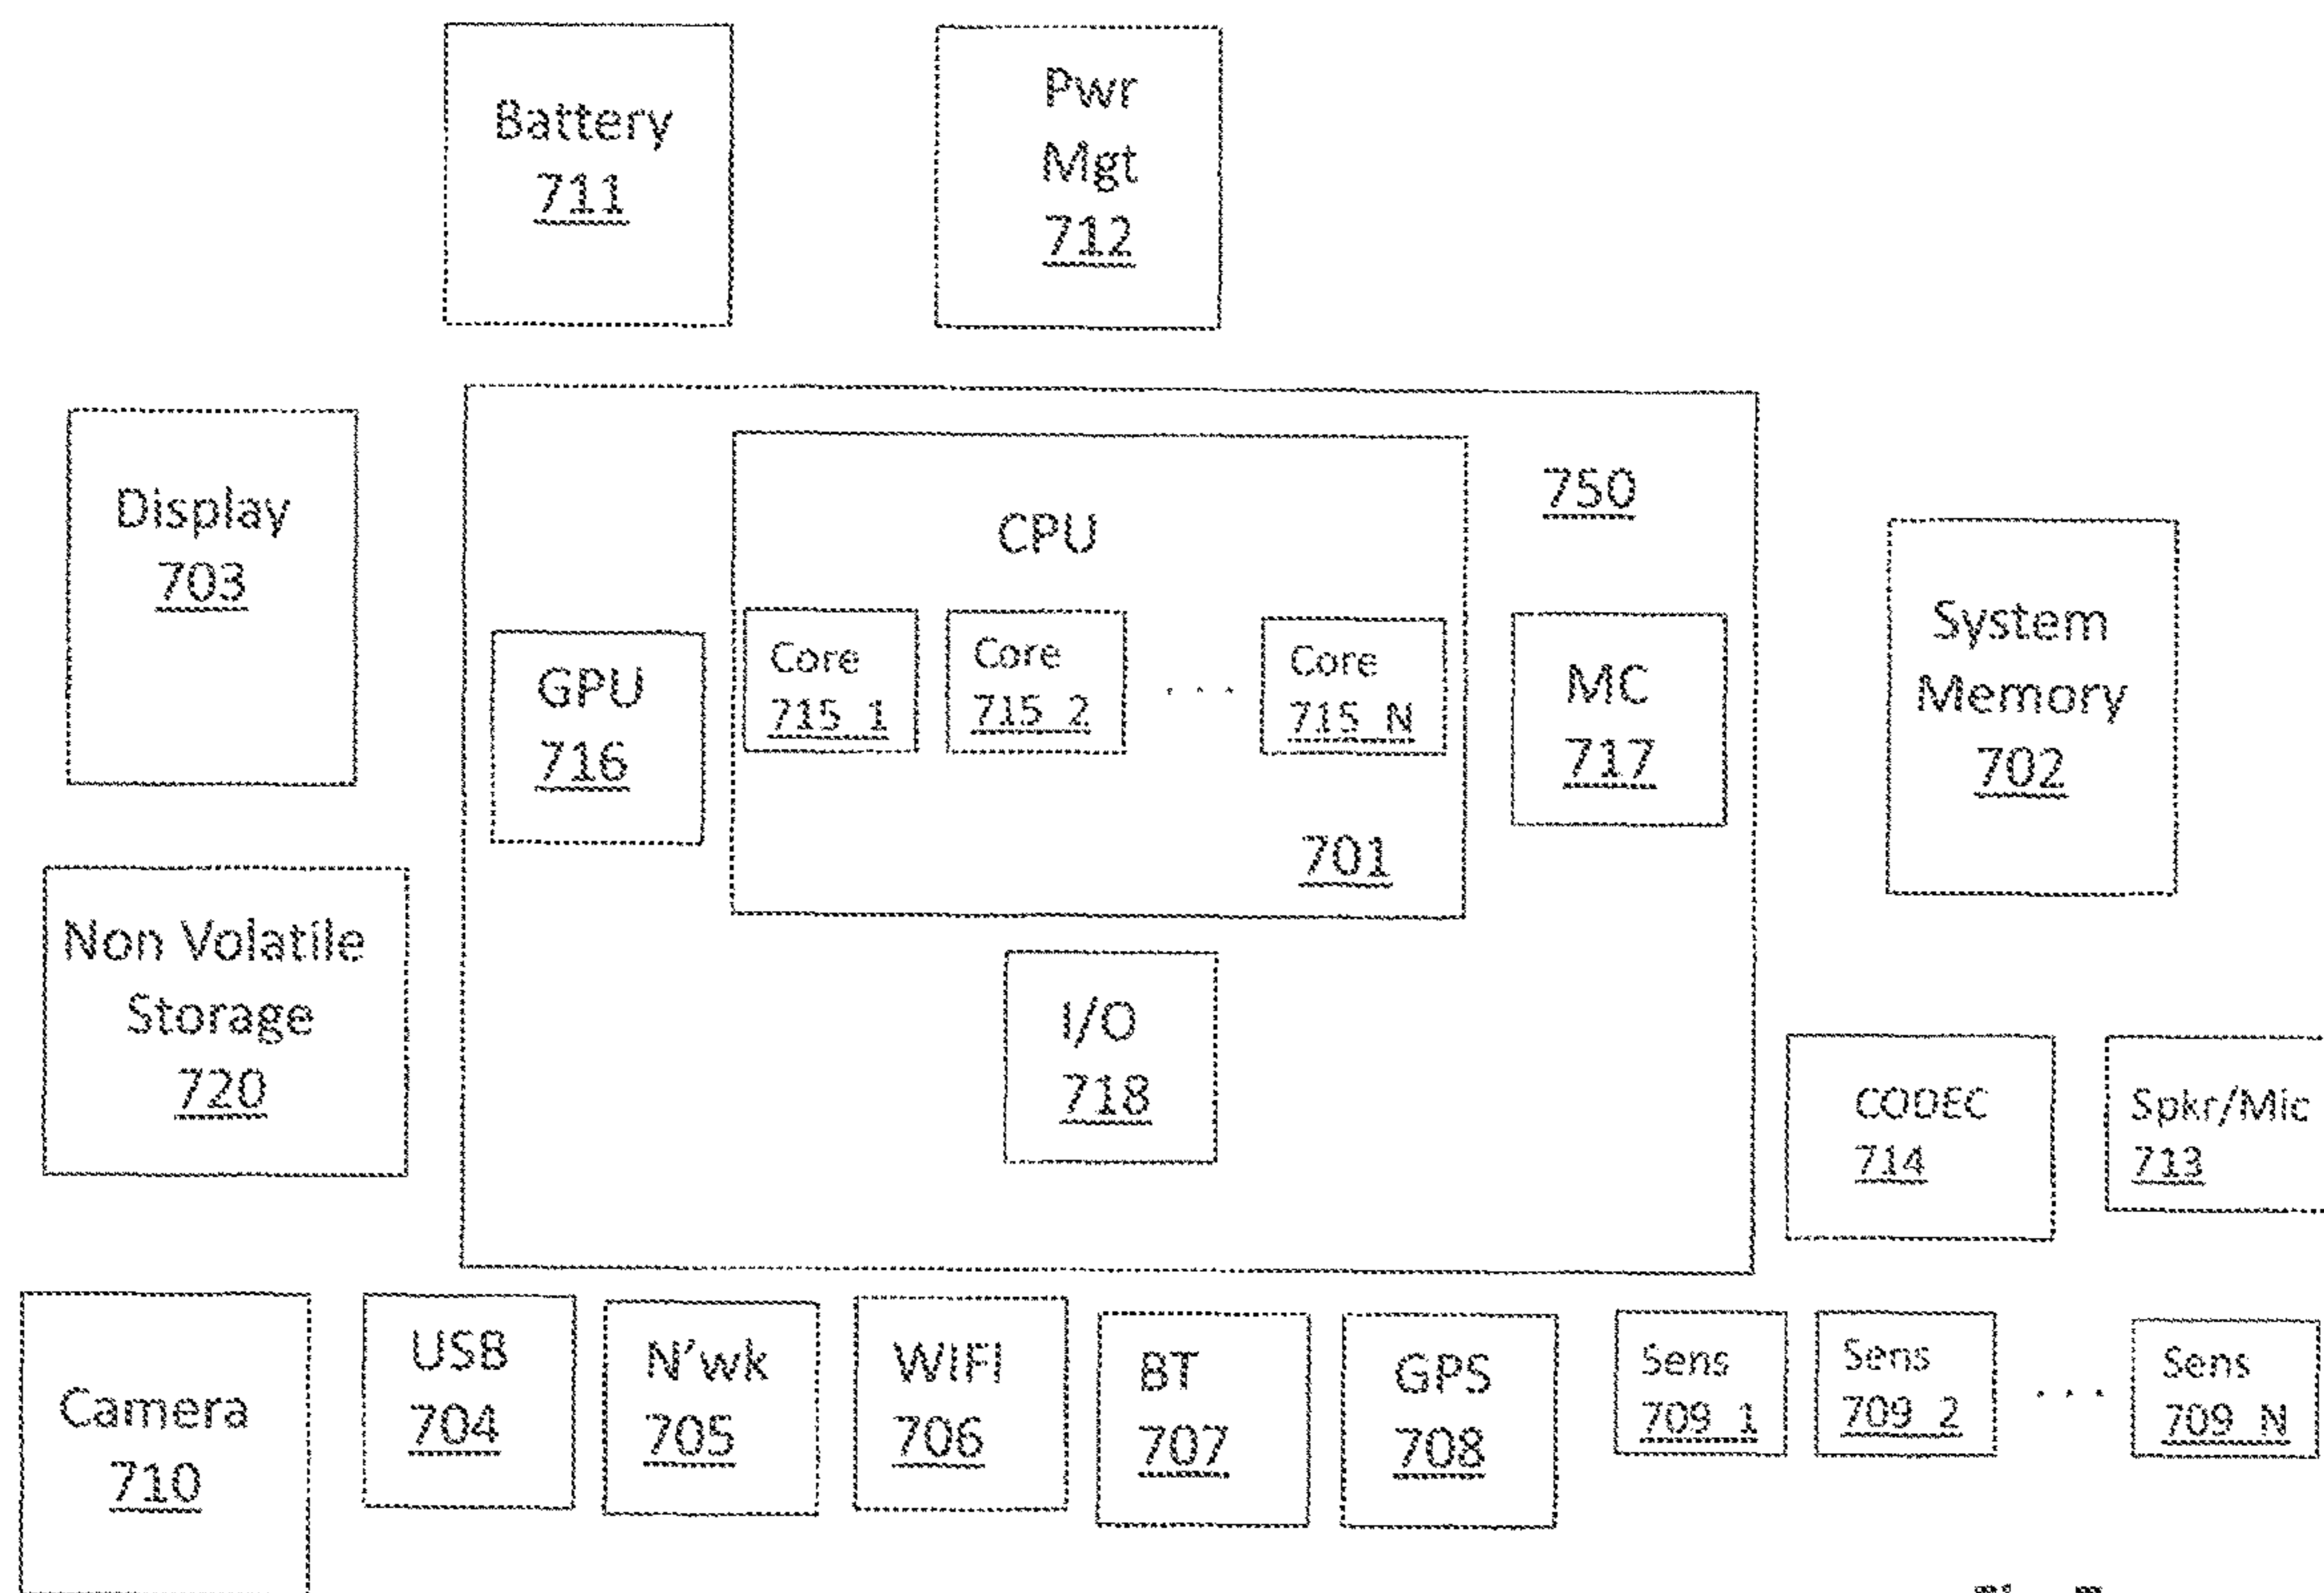 Battery
711
Pwr
Mgt
712
Display
703
750
CPU
System
Memory
702
GPU
716
Core
715_1
Core
715_2
. . .
Core
715_N
MC
717
701
Non Volatile
Storage
720
I/O
718
CODEC
714
Spkr/Mic
713
Camera
710
USB
704
N'wk
705
WIFI
706
BT
707
GPS
708
Sens
709_1
Sens
709_2
. . .
Sens
709_N